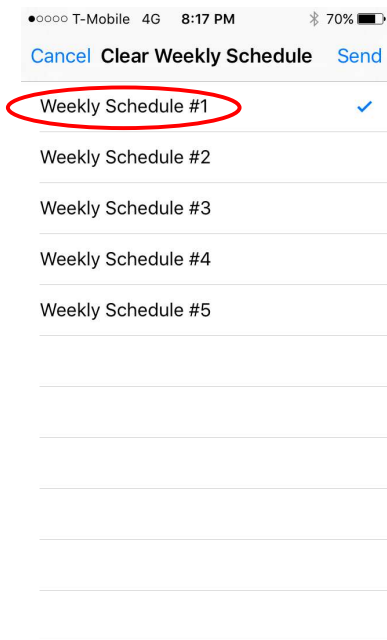 T-Mobile 4G 8:17 PM 70%
Cancel Clear Weekly Schedule Send
Weekly Schedule #1
Weekly Schedule #2
Weekly Schedule #3
Weekly Schedule #4
Weekly Schedule #5